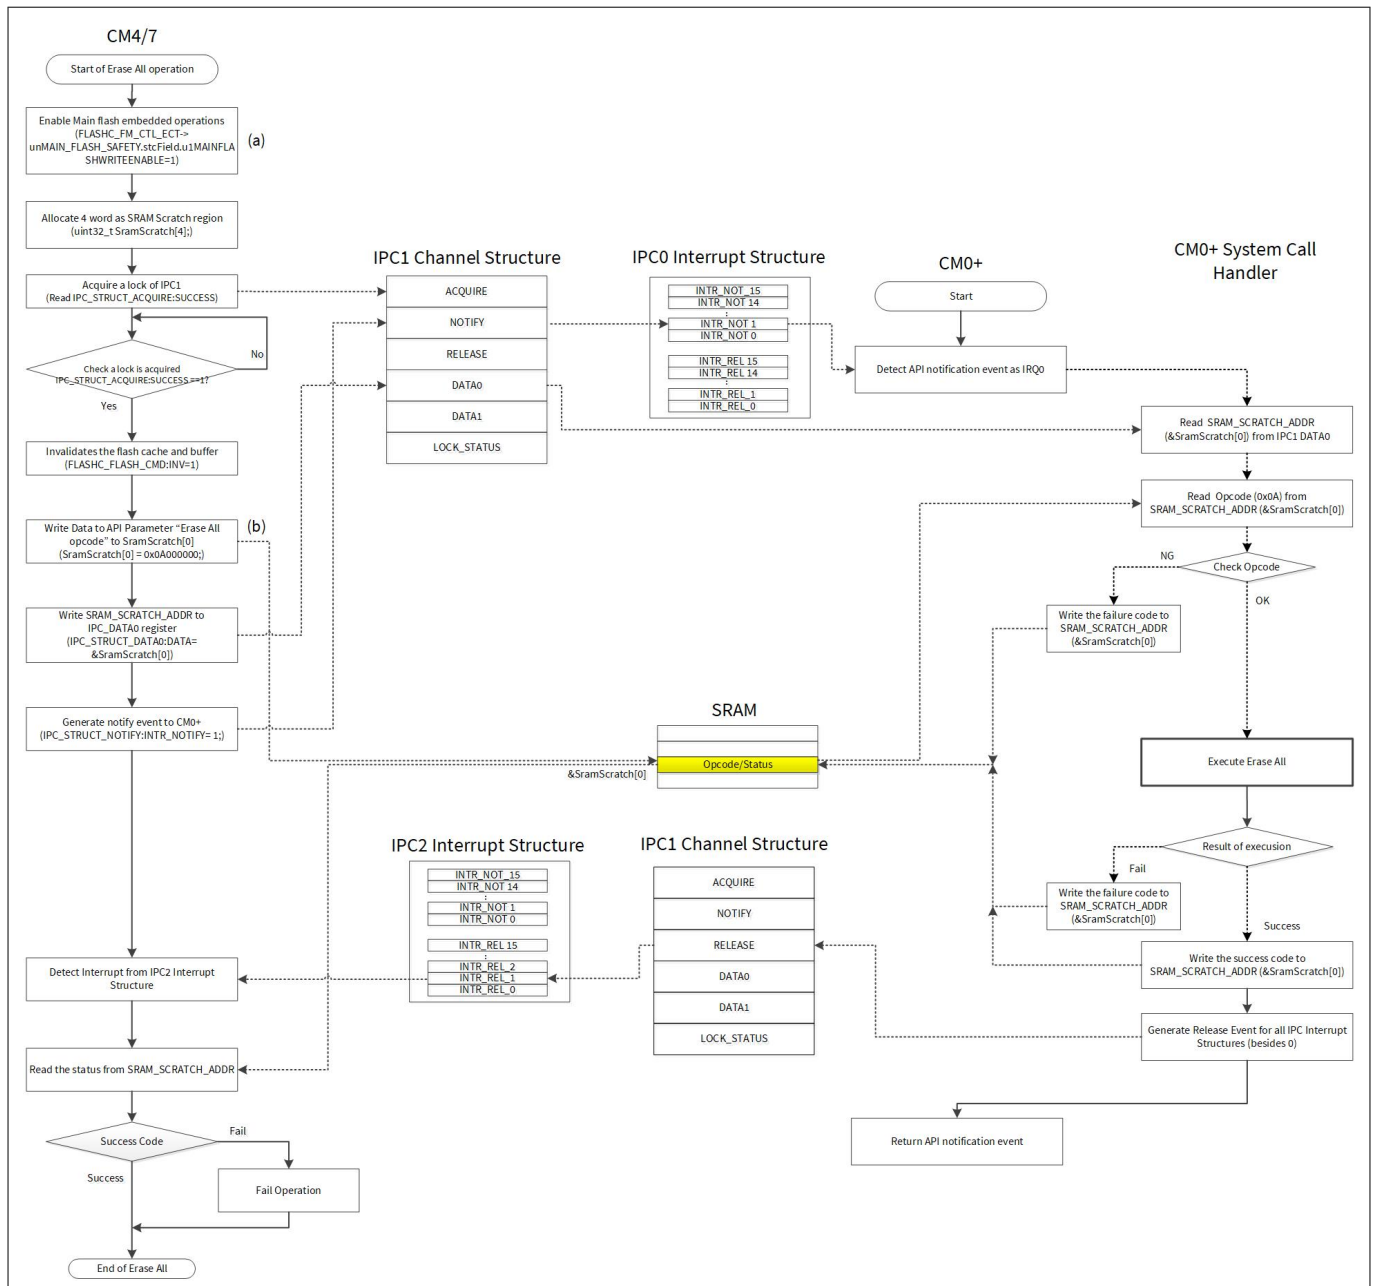 CM4/7
Start of Erase All operation
Enable Main flash embedded operations
(FLASHC_FM_CTL_ECT->
unMAIN_FLASH_SAFETY.stcField.u1MAINFLA
SHWRITEENABLE=1)
(a)
Allocate 4 word as SRAM Scratch region
(uint32_t SramScratch[4];)
Acquire a lock of IPC1
(Read IPC_STRUCT_ACQUIRE:SUCCESS)
No
Check a lock is acquired
IPC_STRUCT_ACQUIRE:SUCCESS ==1?
Yes
Invalidates the flash cache and buffer
(FLASHC_FLASH_CMD:INV=1)
Write Data to API Parameter “Erase All
opcode” to SramScratch[0]
(SramScratch[0] = 0x0A000000;)
(b)
Write SRAM_SCRATCH_ADDR to
IPC_DATA0 register
(IPC_STRUCT_DATA0:DATA=
&SramScratch[0])
Generate notify event to CM0+
(IPC_STRUCT_NOTIFY:INTR_NOTIFY= 1;)
Detect Interrupt from IPC2 Interrupt
Structure
Read the status from SRAM_SCRATCH_ADDR
Success Code
Fail
Success
Fail Operation
End of Erase All
IPC1 Channel Structure
ACQUIRE
NOTIFY
RELEASE
DATA0
DATA1
LOCK_STATUS
IPC0 Interrupt Structure
INTR_NOT_15
INTR_NOT 14
:
INTR_NOT 1
INTR_NOT 0
INTR_REL 15
INTR_REL 14
:
INTR_REL_1
INTR_REL_0
CM0+
Start
Detect API notification event as IRQ0
CM0+ System Call
Handler
Read SRAM_SCRATCH_ADDR
(&SramScratch[0]) from IPC1 DATA0
Read Opcode (0x0A) from
SRAM_SCRATCH_ADDR (&SramScratch[0])
NG
Check Opcode
OK
Write the failure code to
SRAM_SCRATCH_ADDR
(&SramScratch[0])
SRAM
Opcode/Status
&SramScratch[0]
Execute Erase All
Result of execusion
Fail
Write the failure code to
SRAM_SCRATCH_ADDR
(&SramScratch[0])
Success
Write the success code to
SRAM_SCRATCH_ADDR (&SramScratch[0])
Generate Release Event for all IPC Interrupt
Structures (besides 0)
Return API notification event
IPC2 Interrupt Structure
INTR_NOT_15
INTR_NOT 14
:
INTR_NOT 1
INTR_NOT 0
INTR_REL 15
:
INTR_REL_2
INTR_REL_1
INTR_REL_0
IPC1 Channel Structure
ACQUIRE
NOTIFY
RELEASE
DATA0
DATA1
LOCK_STATUS